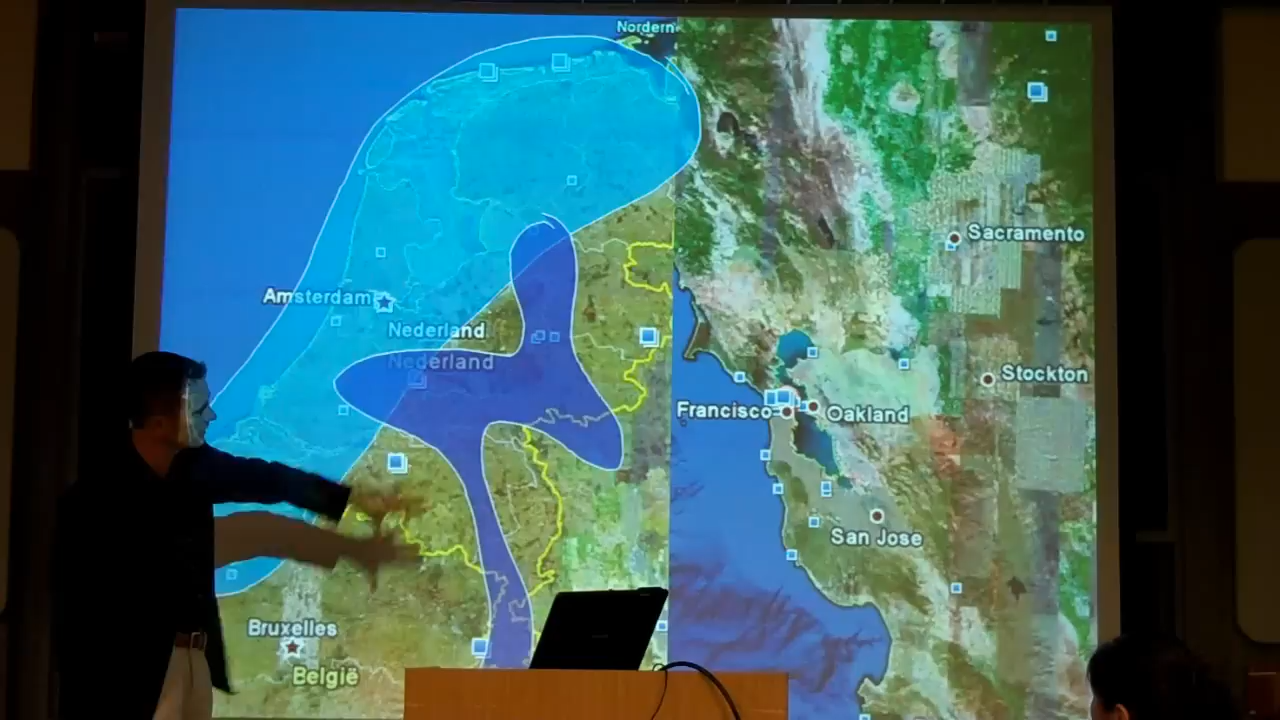 Nordern
Sacramento
Amsterdam
Nederland
Nederland
Stockton
Francisco
Oakland
San Jose
Bruxelles
België